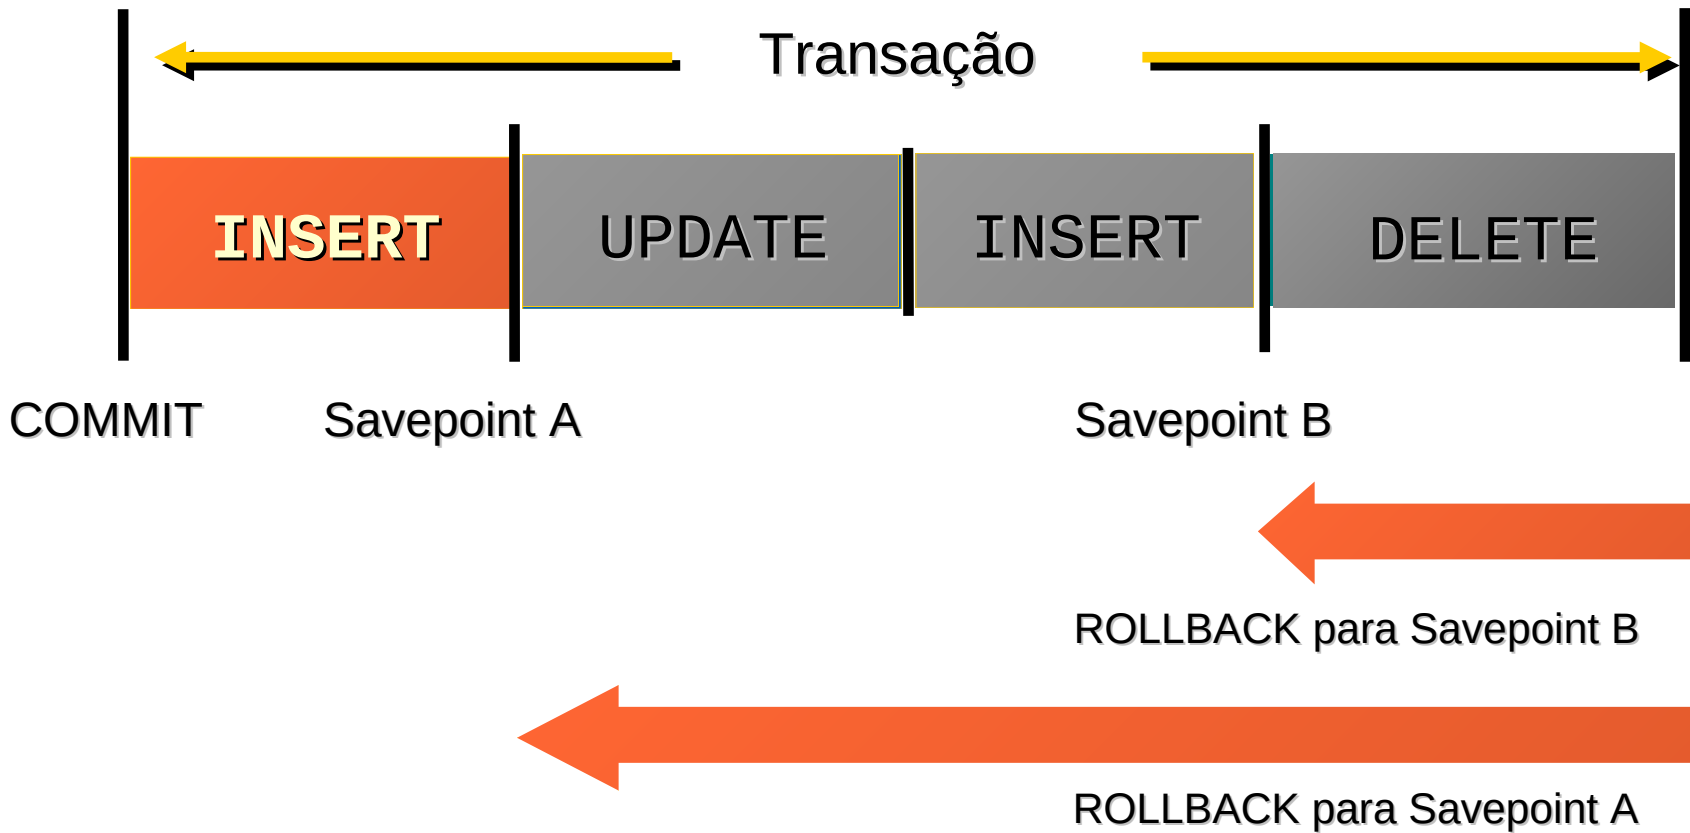 Transação
INSERT UPDATE INSERT DELETE
COMMIT Savepoint A Savepoint B
ROLLBACK para Savepoint B
ROLLBACK para Savepoint A